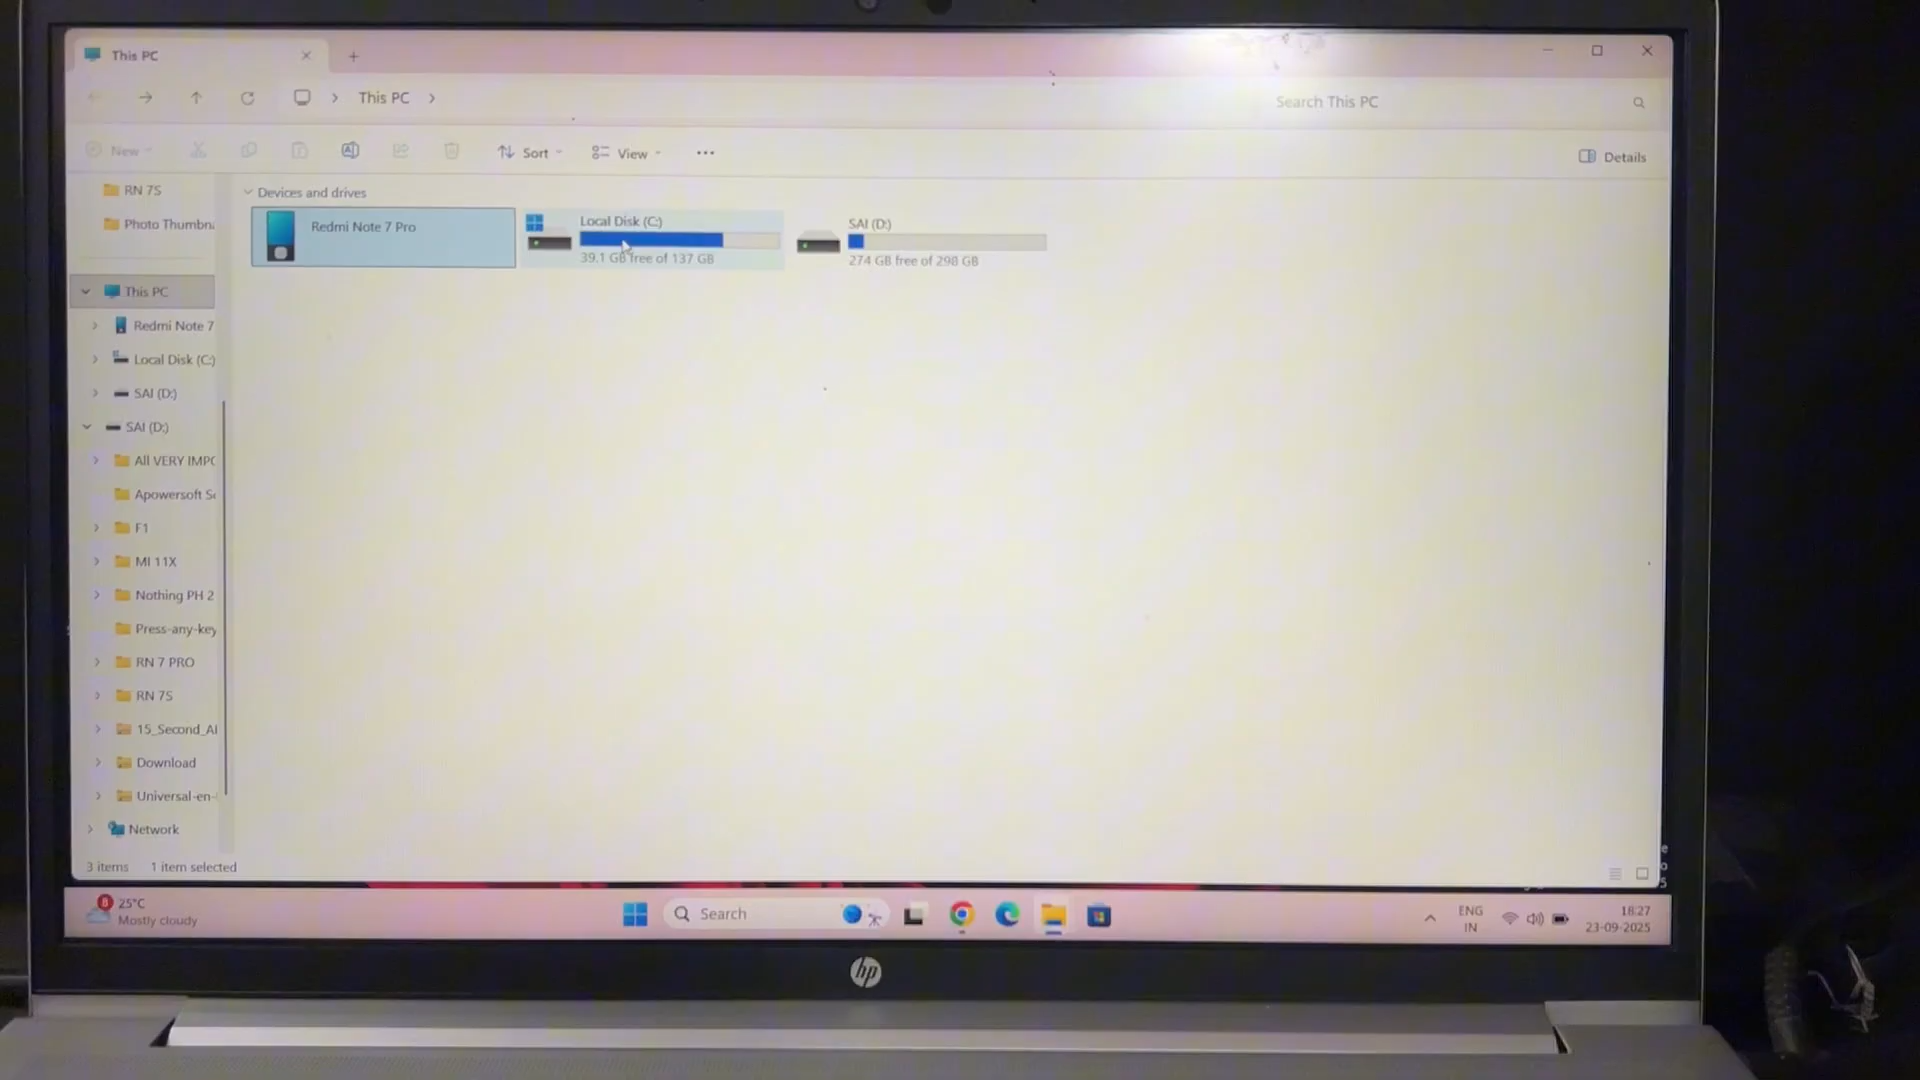 This PC
This PC
Search This PC
New
Sort
View
Details
RN 7S
Photo Thumbna
Devices and drives
Redmi Note 7 Pro
Local Disk (C:)
39.1 GB free of 137 GB
SAI (D:)
274 GB free of 298 GB
This PC
Redmi Note 7
Local Disk (C:)
SAI (D:)
SAI (D:)
All VERY IMPO
Apowersoft Sc
F1
MI 11X
Nothing PH 2
Press-any-key
RN 7 PRO
RN 7S
15_Second_AI
Download
Universal-en-
Network
3 items
1 item selected
8
25°C
Mostly cloudy
Search
ENG
IN
18:27
23-09-2025
hp